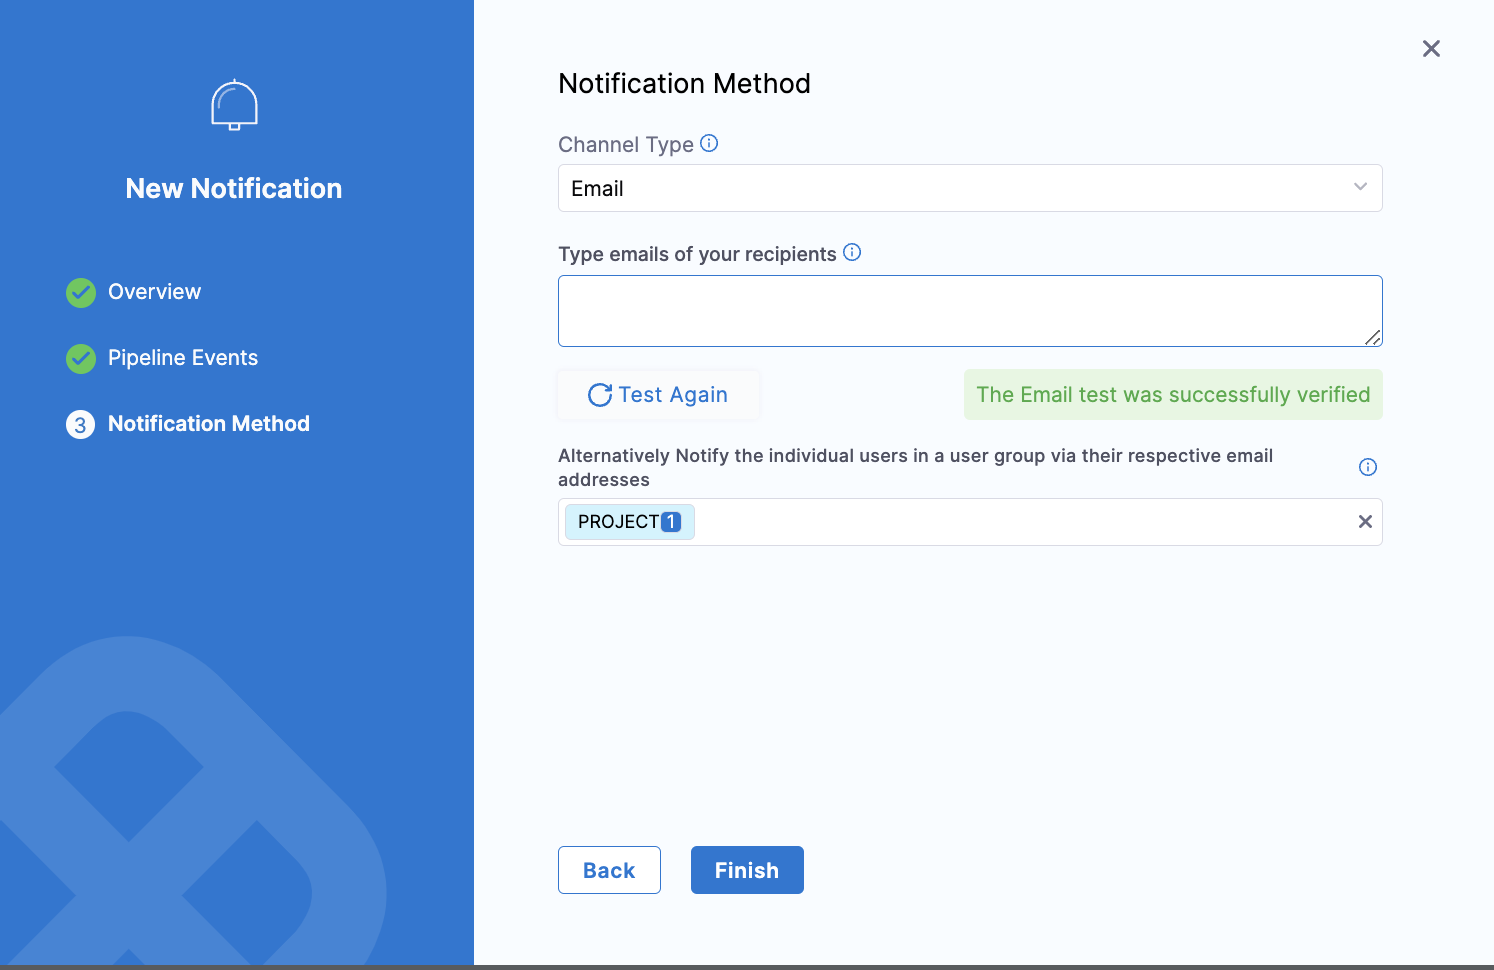 New Notification
Overview
Pipeline Events
3 Notification Method
Notification Method
Channel Type
Email
Type emails of your recipients
Test Again
The Email test was successfully verified
Alternatively Notify the individual users in a user group via their respective email
addresses
PROJECT 1
Back
Finish